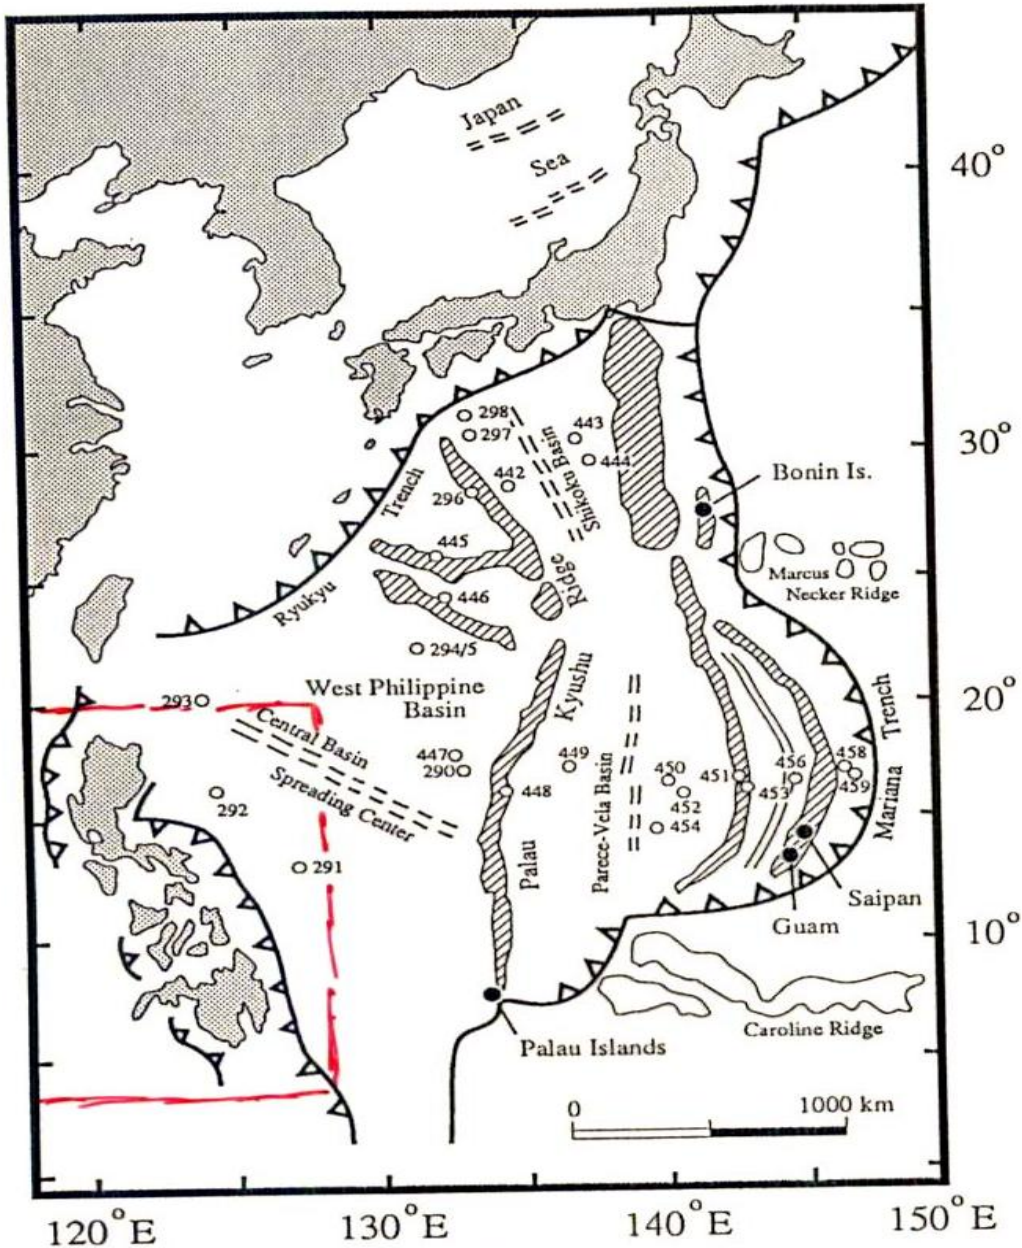 Japan
Sea
40°
298
297
443
444
442
296
Shikoku Basin
Trench
Ryukyu
30°
Bonin Is.
445
446
294/5
Ridge
Kyushu
Palau
Marcus
Necker Ridge
West Philippine
Basin
293
20°
Central Basin
Spreading Center
447
290
449
448
Parece-Vela Basin
450
451
452
454
453
456
458
459
Mariana Trench
292
291
Saipan
Guam
10°
Caroline Ridge
Palau Islands
0 1000 km
120°E 130°E 140°E 150°E